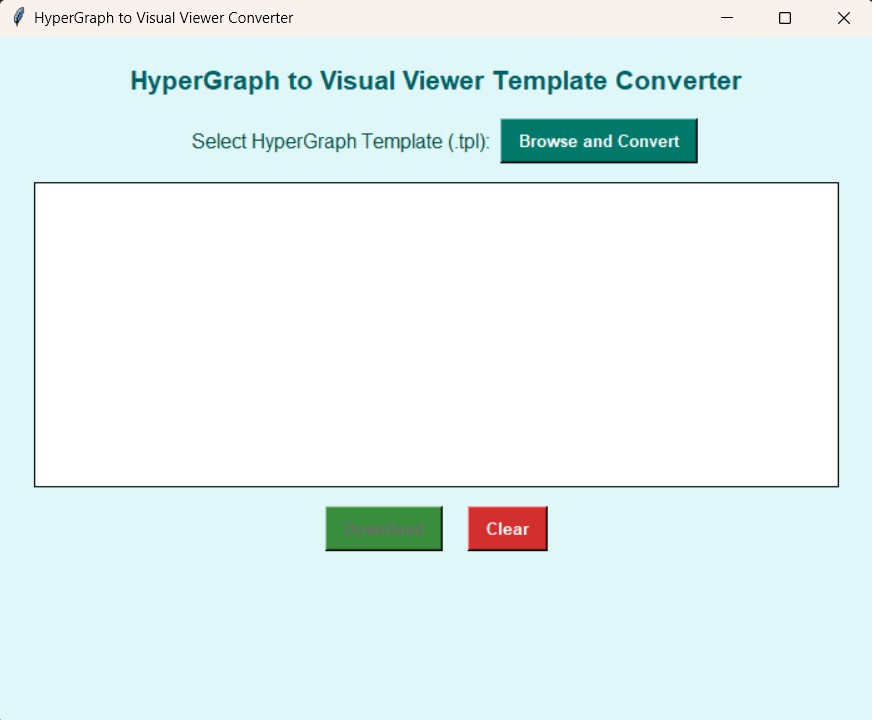 HyperGraph to Visual Viewer Converter
HyperGraph to Visual Viewer Template Converter
Select HyperGraph Template (.tpl): Browse and Convert
Download Clear